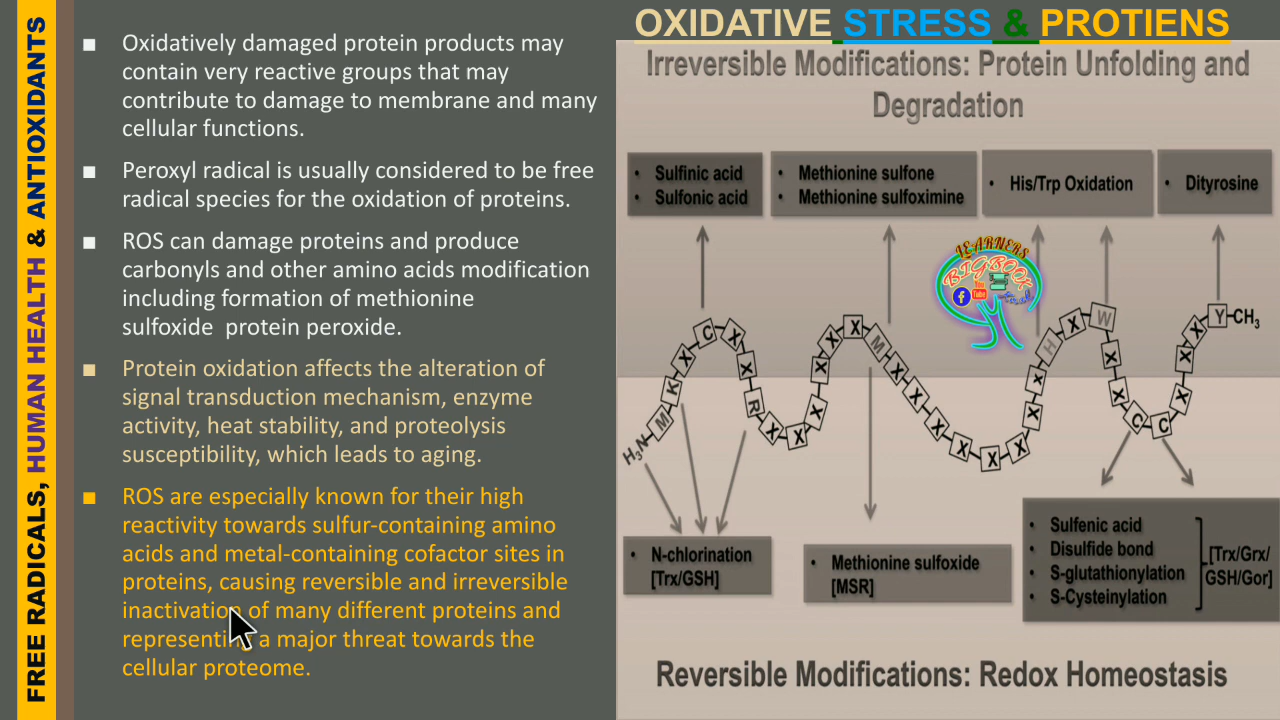 FREE RADICALS, HUMAN HEALTH & ANTIOXIDANTS
OXIDATIVE STRESS & PROTIENS
▪ Oxidatively damaged protein products may
contain very reactive groups that may
contribute to damage to membrane and many
cellular functions.
▪ Peroxyl radical is usually considered to be free
radical species for the oxidation of proteins.
▪ ROS can damage proteins and produce
carbonyls and other amino acids modification
including formation of methionine
sulfoxide protein peroxide.
▪ Protein oxidation affects the alteration of
signal transduction mechanism, enzyme
activity, heat stability, and proteolysis
susceptibility, which leads to aging.
▪ ROS are especially known for their high
reactivity towards sulfur-containing amino
acids and metal-containing cofactor sites in
proteins, causing reversible and irreversible
inactivation of many different proteins and
representing a major threat towards the
cellular proteome.
Irreversible Modifications: Protein Unfolding and
Degradation
• Sulfinic acid
• Sulfonic acid
• Methionine sulfone
• Methionine sulfoximine
• His/Trp Oxidation
• Dityrosine
LEARNERS
BIGBOOK
You
Tube
f
H₃N M K X C X X R X X X X X X M X X X X X X X X H X W X X C C X X X Y CH₃
• N-chlorination
[Trx/GSH]
• Methionine sulfoxide
[MSR]
• Sulfenic acid
• Disulfide bond
• S-glutathionylation
• S-Cysteinylation
[Trx/Grx/
GSH/Gor]
Reversible Modifications: Redox Homeostasis